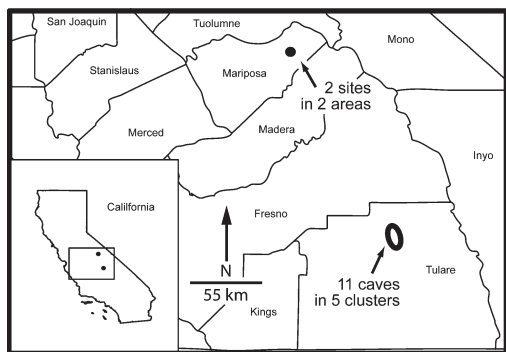 San Joaquin
Tuolumne
Mono
Stanislaus
Mariposa
2 sites
in 2 areas
Merced
Madera
Inyo
Calilfornia
Fresno
N
55 km
Tulare
11 caves
in 5 clusters
Kings